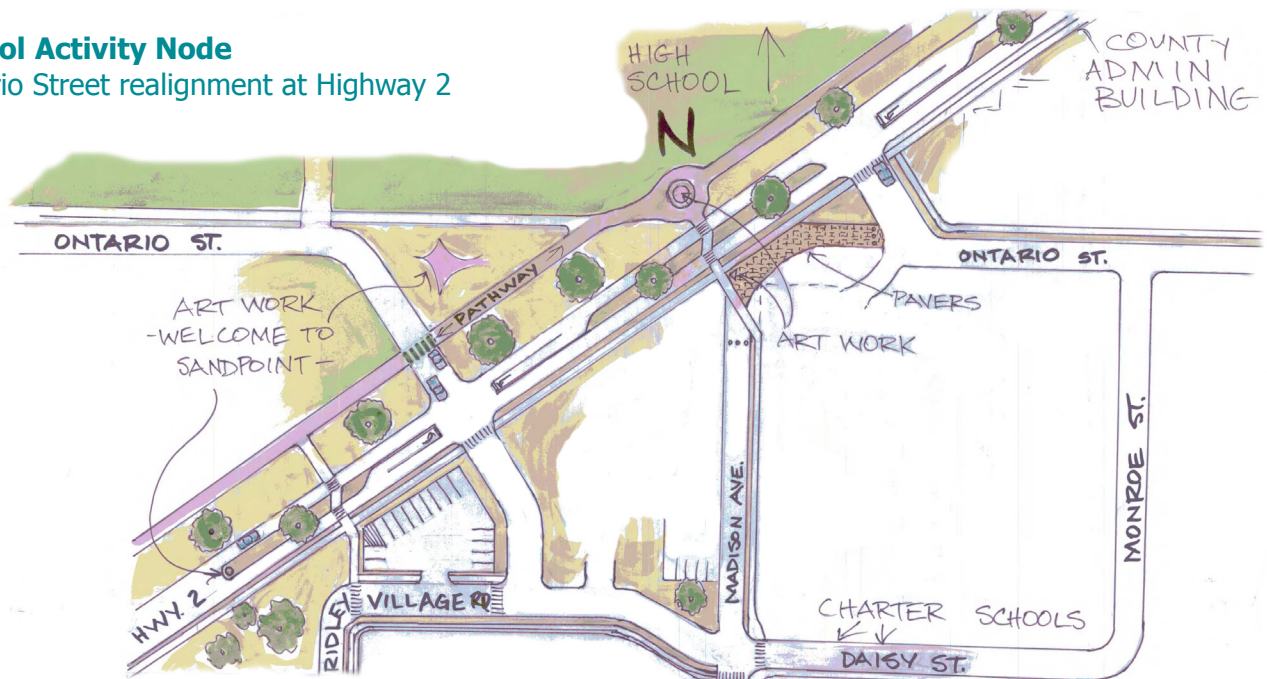 ol Activity Node
rio Street realignment at Highway 2
HIGH
SCHOOL
N
COUNTY
ADMIN
BUILDING
ONTARIO ST.
ART WORK
-WELCOME TO
SANDPOINT-
PATHWAY
ONTARIO ST.
PAVERS
ART WORK
MADISON AVE.
MONROE ST.
HWY. 2
RIDLEY
VILLAGE RD
CHARTER SCHOOLS
DAISY ST.